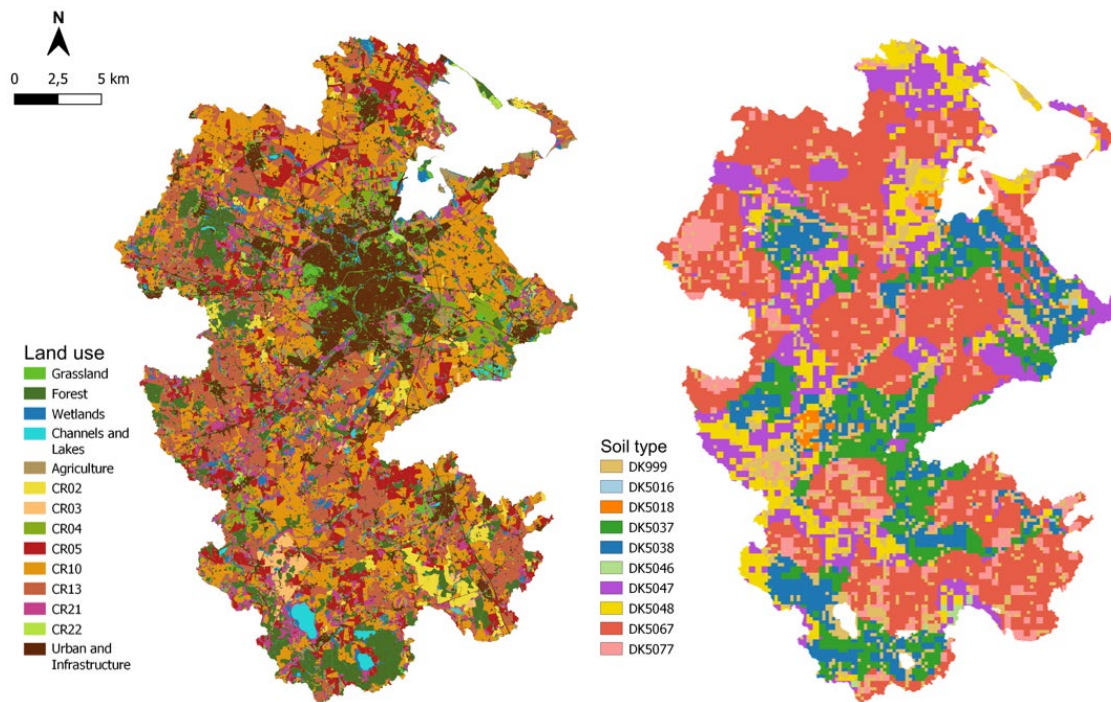 N
0 2,5 5 km
Land use
Grassland
Forest
Wetlands
Channels and
Lakes
Agriculture
CR02
CR03
CR04
CR05
CR10
CR13
CR21
CR22
Urban and
Infrastructure
Soil type
DK999
DK5016
DK5018
DK5037
DK5038
DK5046
DK5047
DK5048
DK5067
DK5077